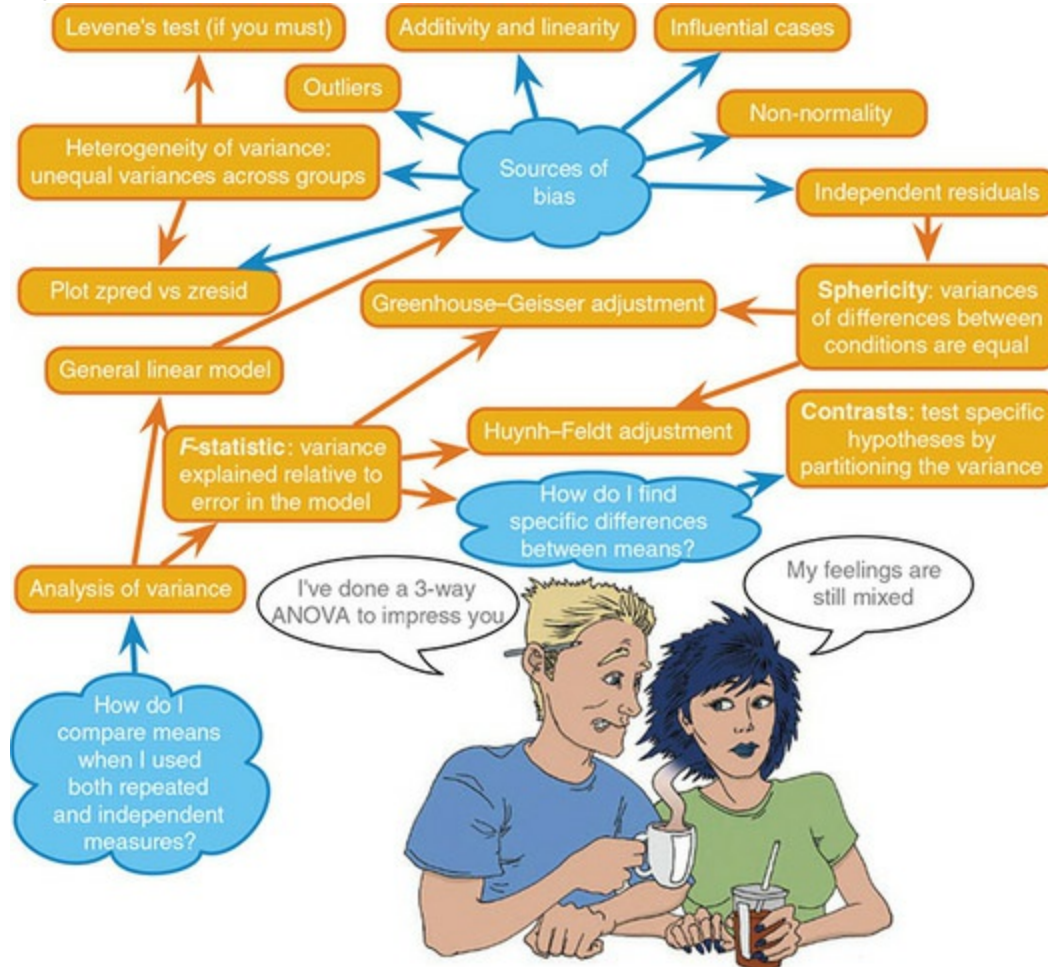 Levene's test (if you must)
Additivity and linearity
Influential cases
Outliers
Non-normality
Heterogeneity of variance:
unequal variances across groups
Sources of
bias
Independent residuals
Plot zpred vs zresid
Greenhouse–Geisser adjustment
Sphericity: variances
of differences between
conditions are equal
General linear model
Huynh–Feldt adjustment
Contrasts: test specific
hypotheses by
partitioning the variance
F-statistic: variance
explained relative to
error in the model
How do I find
specific differences
between means?
Analysis of variance
I've done a 3-way
ANOVA to impress you
My feelings are
still mixed
How do I
compare means
when I used
both repeated
and independent
measures?